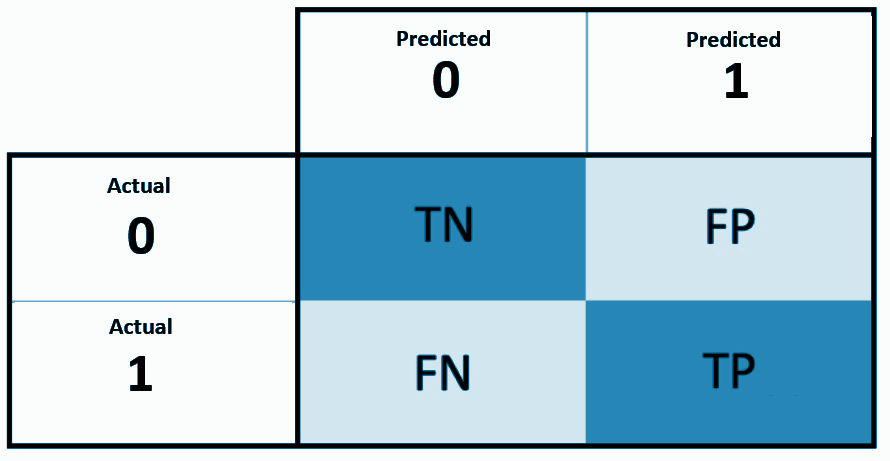 Predicted
0
Predicted
1
Actual
0
TN
FP
Actual
1
FN
TP